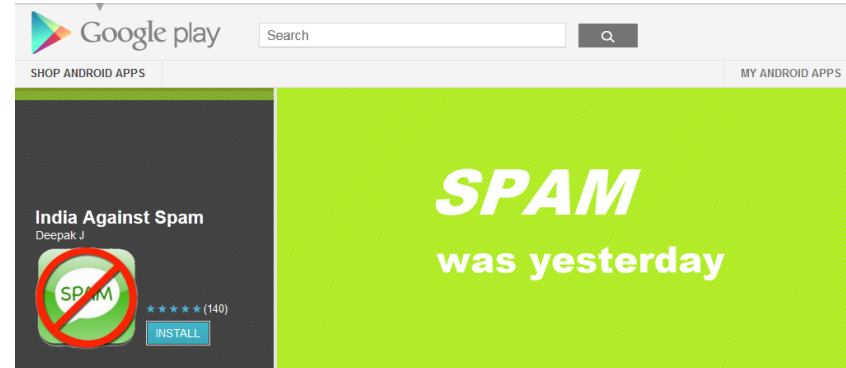 Google play
Search
SHOP ANDROID APPS
MY ANDROID APPS
India Against Spam
Deepak J
SPAM
(140)
INSTALL
SPAM
was yesterday